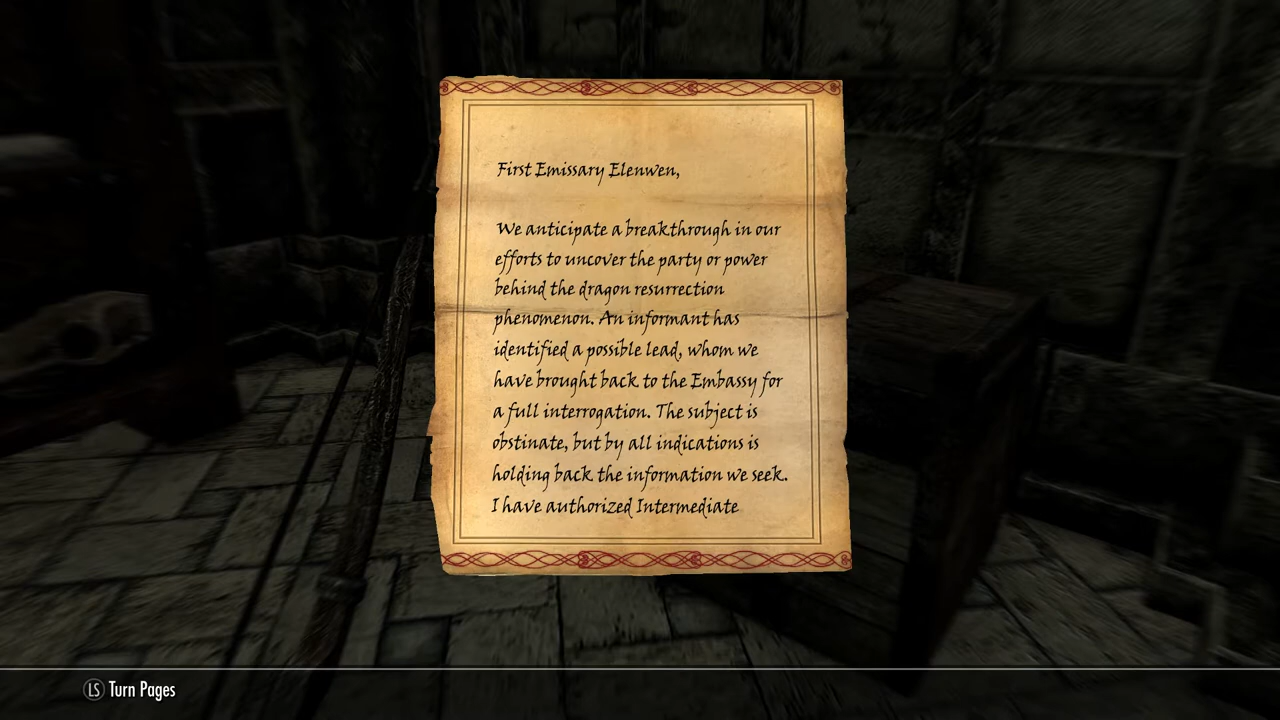 First Emissary Elenwen,
We anticipate a breakthrough in our
efforts to uncover the party or power
behind the dragon resurrection
phenomenon. An informant has
identified a possible lead, whom we
have brought back to the Embassy for
a full interrogation. The subject is
obstinate, but by all indications is
holding back the information we seek.
I have authorized Intermediate
LS Turn Pages